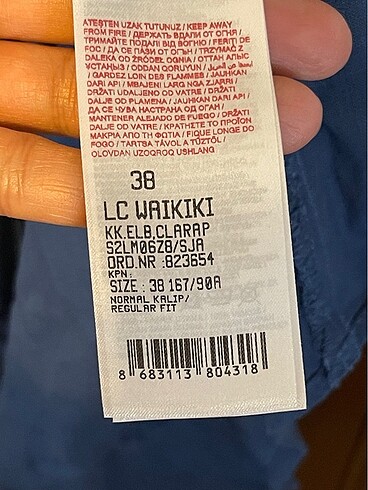 ATEŞTEN UZAK TUTUNUZ / KEEP AWAY
FROM FIRE / ДЕРЖАТЬ ВДАЛИ ОТ ОГНЯ /
ТРИМАЙТЕ ПОДАЛІ ВІД ВОГНЮ / FERIȚI DE
FOC / ДА СЕ ПАЗИ ОТ ОГЪН / TRZYMAĆ Z
DALEKA OD ŹRÓDEŁ OGNIA / ОТТАН АЛЫС
ҰСТАҢЫЗ / ODDAN QORUYUN /
/ GARDEZ LOIN DES FLAMMES / JAUHKAN
DARI API / MBAJENI LARG NGA ZJARRI
/ DRŽATI UDALJENO OD VATRE / DRŽATI
DALJE OD PLAMENA / JAUHKAN DARI API /
ДА СЕ ЧУВА НАСТРАНА ОД ОГАН /
MANTENER ALEJADO DE FUEGO / DRŽATI
DALJE OD VATRE / ΚΡΑΤΗΣΤΕ ΤΟ ΠΡΟΪΟΝ
ΜΑΚΡΙΑ ΑΠΟ ΤΗ ΦΩΤΙΑ / FIQUE LONGE DO
FOGO / TARTSA TÁVOL A TŰZTŐL /
OLOVDAN UZOQROQ USHLANG
38
LC WAIKIKI
KK.ELB.CLARAP
S2LM06Z8/SJA
ORD.NR :823654
KPN:
SIZE : 38 167/90A
NORMAL KALIP/
REGULAR FIT
8 683113 804318